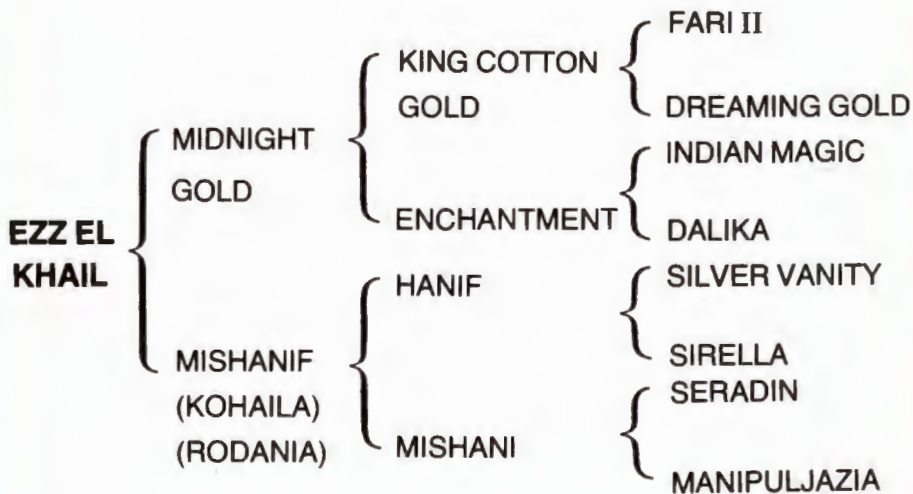 FARI II
KING COTTON
GOLD
DREAMING GOLD
MIDNIGHT
GOLD
INDIAN MAGIC
ENCHANTMENT
DALIKA
EZZ EL
KHAIL
HANIF
SILVER VANITY
SIRELLA
MISHANIF
(KOHAILA)
(RODANIA)
SERADIN
MISHANI
MANIPULJAZIA